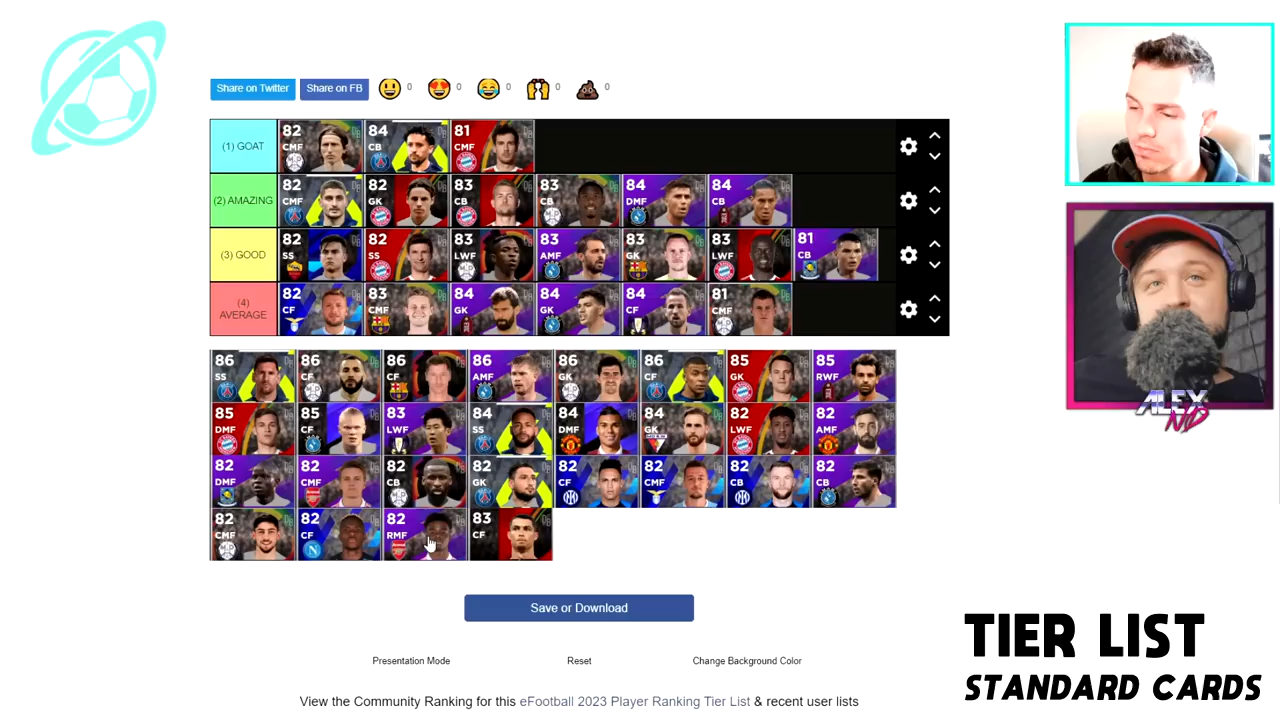 Share on Twitter Share on FB 0 0 0 0 0
(1) GOAT 82 CMF 84 CB 81 CMF
(2) AMAZING 82 CMF 82 GK 83 CB 83 CB 84 DMF 84 CB
(3) GOOD 82 SS 82 SS 83 LWF 83 AMF 83 GK 83 LWF 81 CB
(4) AVERAGE 82 CF 83 CMF 84 GK 84 GK 84 CF 81 CMF
86 SS 86 CF 86 CF 86 AMF 86 GK 86 CF 85 GK 85 RWF
85 DMF 85 CF 83 LWF 84 SS 84 DMF 84 GK 82 LWF 82 AMF
82 DMF 82 CMF 82 CB 82 GK 82 CF 82 CMF 82 CB 82 CB
82 CMF 82 CF 82 RMF 83 CF
Save or Download
Presentation Mode Reset Change Background Color
View the Community Ranking for this eFootball 2023 Player Ranking Tier List & recent user lists
ALEX ND
TIER LIST
STANDARD CARDS